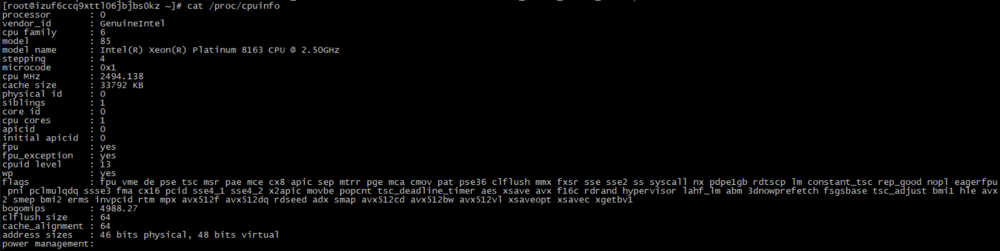 [root@izuf6ccq9xttl06jbjbs0kz ~]# cat /proc/cpuinfo
processor       : 0
vendor_id       : GenuineIntel
cpu family      : 6
model           : 85
model name      : Intel(R) Xeon(R) Platinum 8163 CPU @ 2.50GHz
stepping        : 4
microcode       : 0x1
cpu MHz         : 2494.138
cache size      : 33792 KB
physical id     : 0
siblings        : 1
core id         : 0
cpu cores       : 1
apicid          : 0
initial apicid  : 0
fpu             : yes
fpu_exception   : yes
cpuid level     : 13
wp              : yes
flags           : fpu vme de pse tsc msr pae mce cx8 apic sep mtrr pge mca cmov pat pse36 clflush mmx fxsr sse sse2 ss syscall nx pdpe1gb rdtscp lm constant_tsc rep_good nopl eagerfpu
 pni pclmulqdq ssse3 fma cx16 pcid sse4_1 sse4_2 x2apic movbe popcnt tsc_deadline_timer aes xsave avx f16c rdrand hypervisor lahf_lm abm 3dnowprefetch fsgsbase tsc_adjust bmi1 hle avx
2 smep bmi2 erms invpcid rtm mpx avx512f avx512dq rdseed adx smap avx512cd avx512bw avx512vl xsaveopt xsavec xgetbv1
bogomips        : 4988.27
clflush size    : 64
cache_alignment : 64
address sizes   : 46 bits physical, 48 bits virtual
power management: